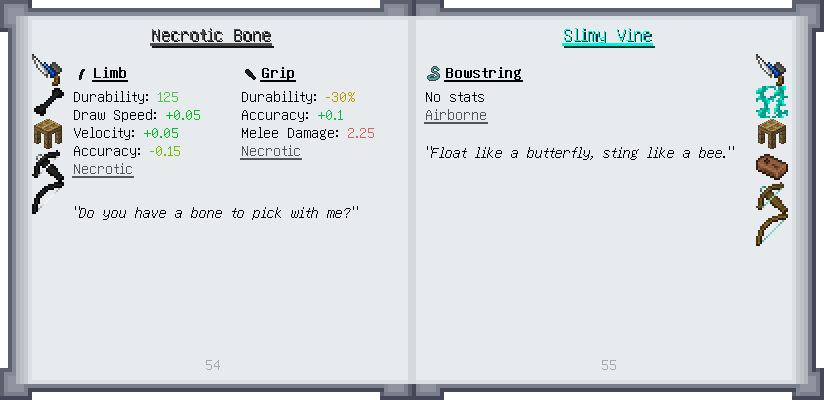 Necrotic Bone
Limb
Durability: 125
Draw Speed: +0.05
Velocity: +0.05
Accuracy: -0.15
Necrotic
Grip
Durability: -30%
Accuracy: +0.1
Melee Damage: 2.25
Necrotic
"Do you have a bone to pick with me?"
54
Slimy Vine
Bowstring
No stats
Airborne
"Float like a butterfly, sting like a bee."
55